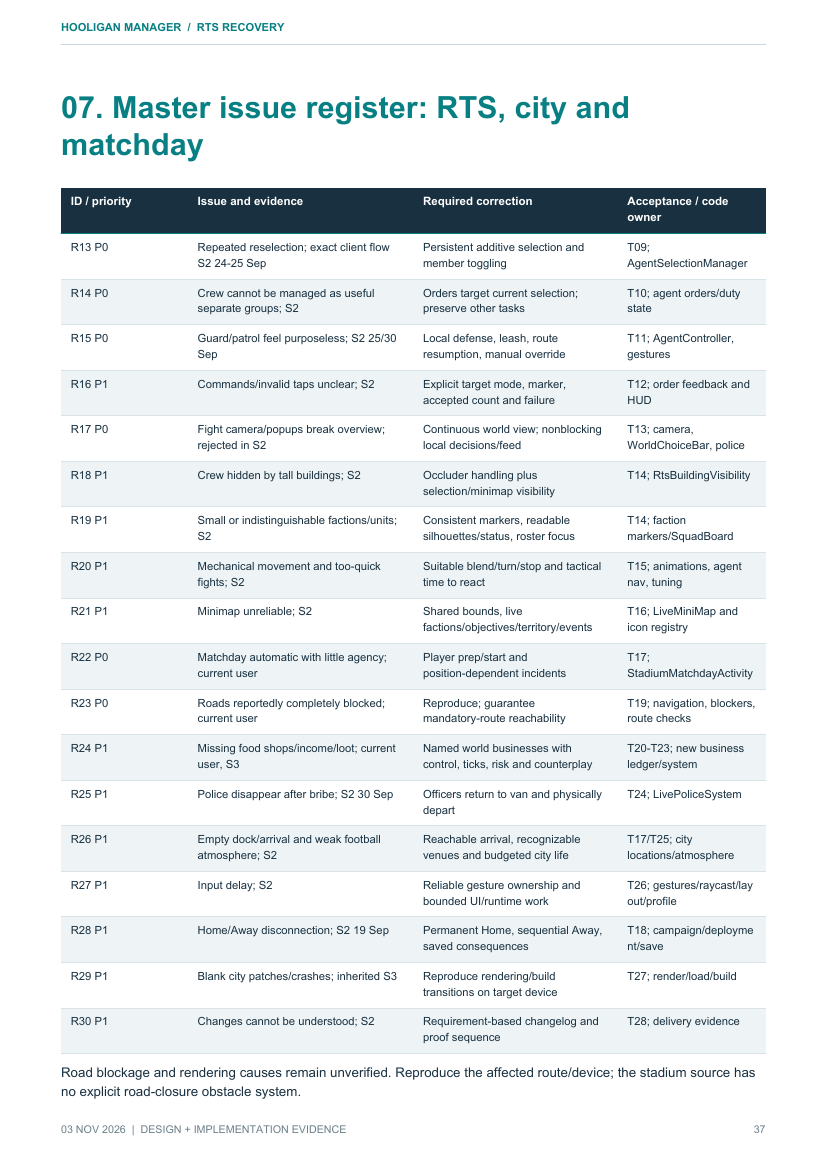 HOOLIGAN MANAGER / RTS RECOVERY
07. Master issue register: RTS, city and
matchday
ID / priority
Issue and evidence
Required correction
Acceptance / code
owner
R13 P0
Repeated reselection; exact client flow
S2 24-25 Sep
Persistent additive selection and
member toggling
T09;
AgentSelectionManager
R14 P0
Crew cannot be managed as useful
separate groups; S2
Orders target current selection;
preserve other tasks
T10; agent orders/duty
state
R15 P0
Guard/patrol feel purposeless; S2 25/30
Sep
Local defense, leash, route
resumption, manual override
T11; AgentController,
gestures
R16 P1
Commands/invalid taps unclear; S2
Explicit target mode, marker,
accepted count and failure
T12; order feedback and
HUD
R17 P0
Fight camera/popups break overview;
rejected in S2
Continuous world view; nonblocking
local decisions/feed
T13; camera,
WorldChoiceBar, police
R18 P1
Crew hidden by tall buildings; S2
Occluder handling plus
selection/minimap visibility
T14; RtsBuildingVisibility
R19 P1
Small or indistinguishable factions/units;
S2
Consistent markers, readable
silhouettes/status, roster focus
T14; faction
markers/SquadBoard
R20 P1
Mechanical movement and too-quick
fights; S2
Suitable blend/turn/stop and tactical
time to react
T15; animations, agent
nav, tuning
R21 P1
Minimap unreliable; S2
Shared bounds, live
factions/objectives/territory/events
T16; LiveMiniMap and
icon registry
R22 P0
Matchday automatic with little agency;
current user
Player prep/start and
position-dependent incidents
T17;
StadiumMatchdayActivity
R23 P0
Roads reportedly completely blocked;
current user
Reproduce; guarantee
mandatory-route reachability
T19; navigation, blockers,
route checks
R24 P1
Missing food shops/income/loot; current
user, S3
Named world businesses with
control, ticks, risk and counterplay
T20-T23; new business
ledger/system
R25 P1
Police disappear after bribe; S2 30 Sep
Officers return to van and physically
depart
T24; LivePoliceSystem
R26 P1
Empty dock/arrival and weak football
atmosphere; S2
Reachable arrival, recognizable
venues and budgeted city life
T17/T25; city
locations/atmosphere
R27 P1
Input delay; S2
Reliable gesture ownership and
bounded UI/runtime work
T26; gestures/raycast/lay
out/profile
R28 P1
Home/Away disconnection; S2 19 Sep
Permanent Home, sequential Away,
saved consequences
T18; campaign/deployme
nt/save
R29 P1
Blank city patches/crashes; inherited S3
Reproduce rendering/build
transitions on target device
T27; render/load/build
R30 P1
Changes cannot be understood; S2
Requirement-based changelog and
proof sequence
T28; delivery evidence
Road blockage and rendering causes remain unverified. Reproduce the affected route/device; the stadium source has
no explicit road-closure obstacle system.
03 NOV 2026 | DESIGN + IMPLEMENTATION EVIDENCE
37